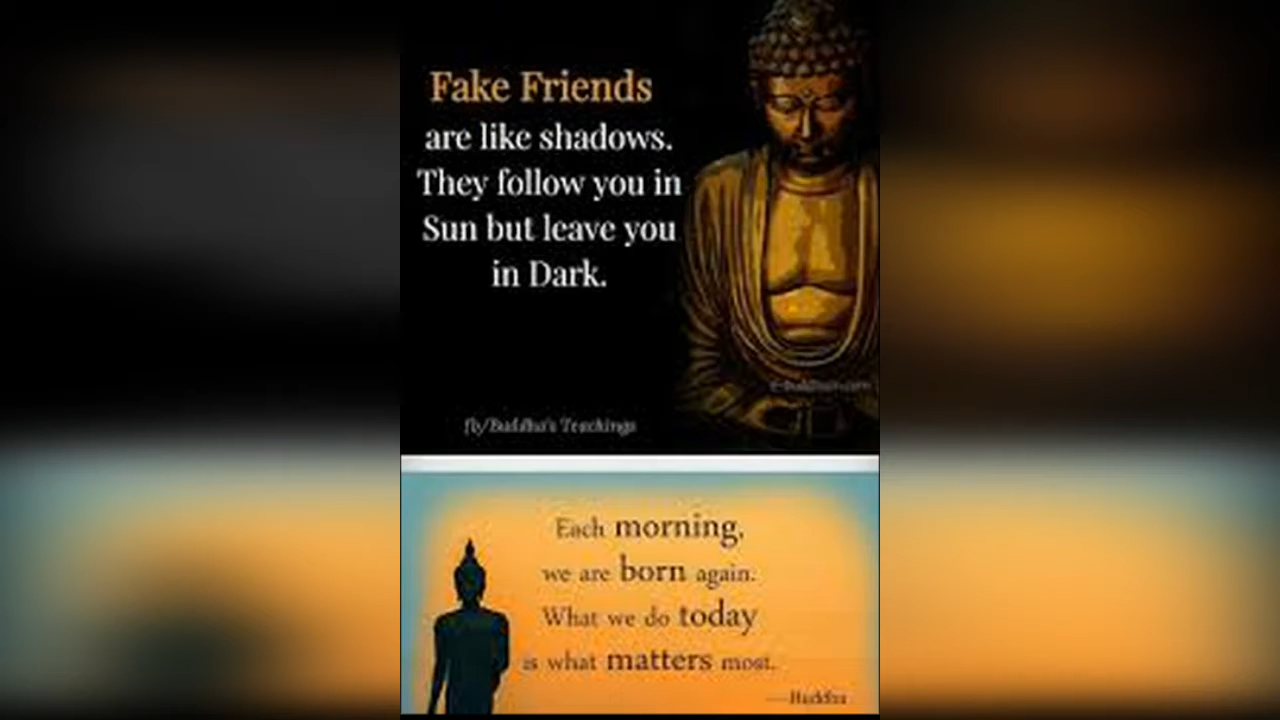 Fake Friends
are like shadows.
They follow you in
Sun but leave you
in Dark.
fly/Buddha's Teachings
Each morning,
we are born again.
What we do today
is what matters most.
—Buddha